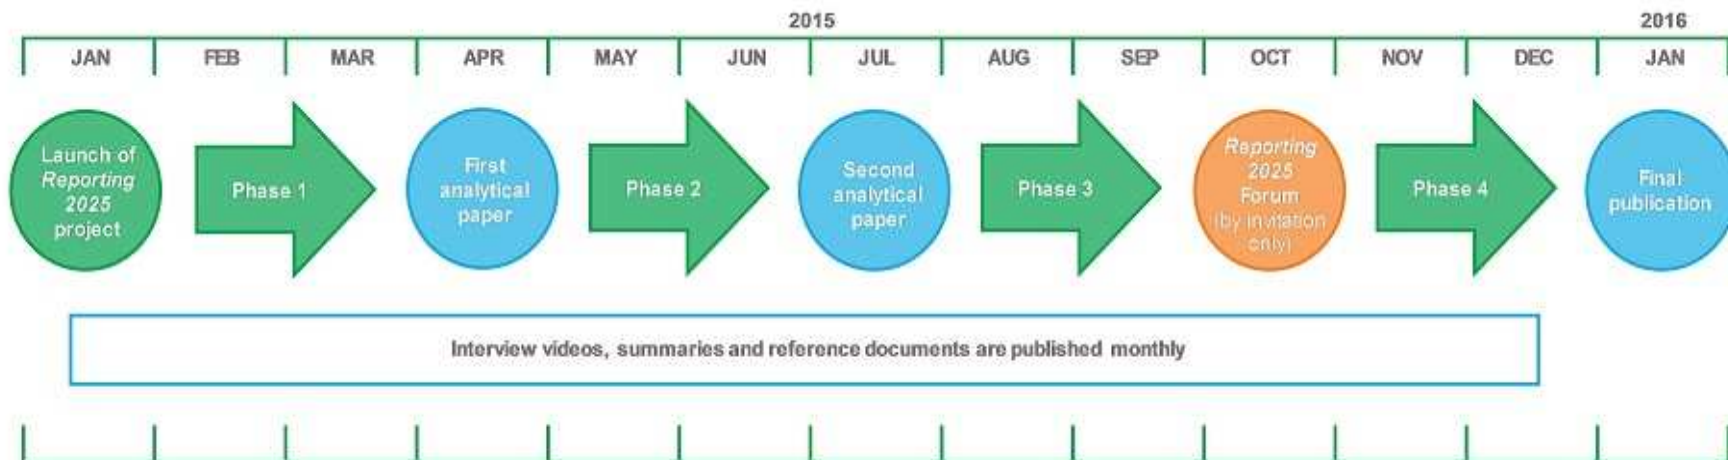 2015 2016
JAN FEB MAR APR MAY JUN JUL AUG SEP OCT NOV DEC JAN
Launch of
Reporting
2025
project
Phase 1
First
analytical
paper
Phase 2
Second
analytical
paper
Phase 3
Reporting
2025
Forum
(by invitation
only)
Phase 4
Final
publication
Interview videos, summaries and reference documents are published monthly